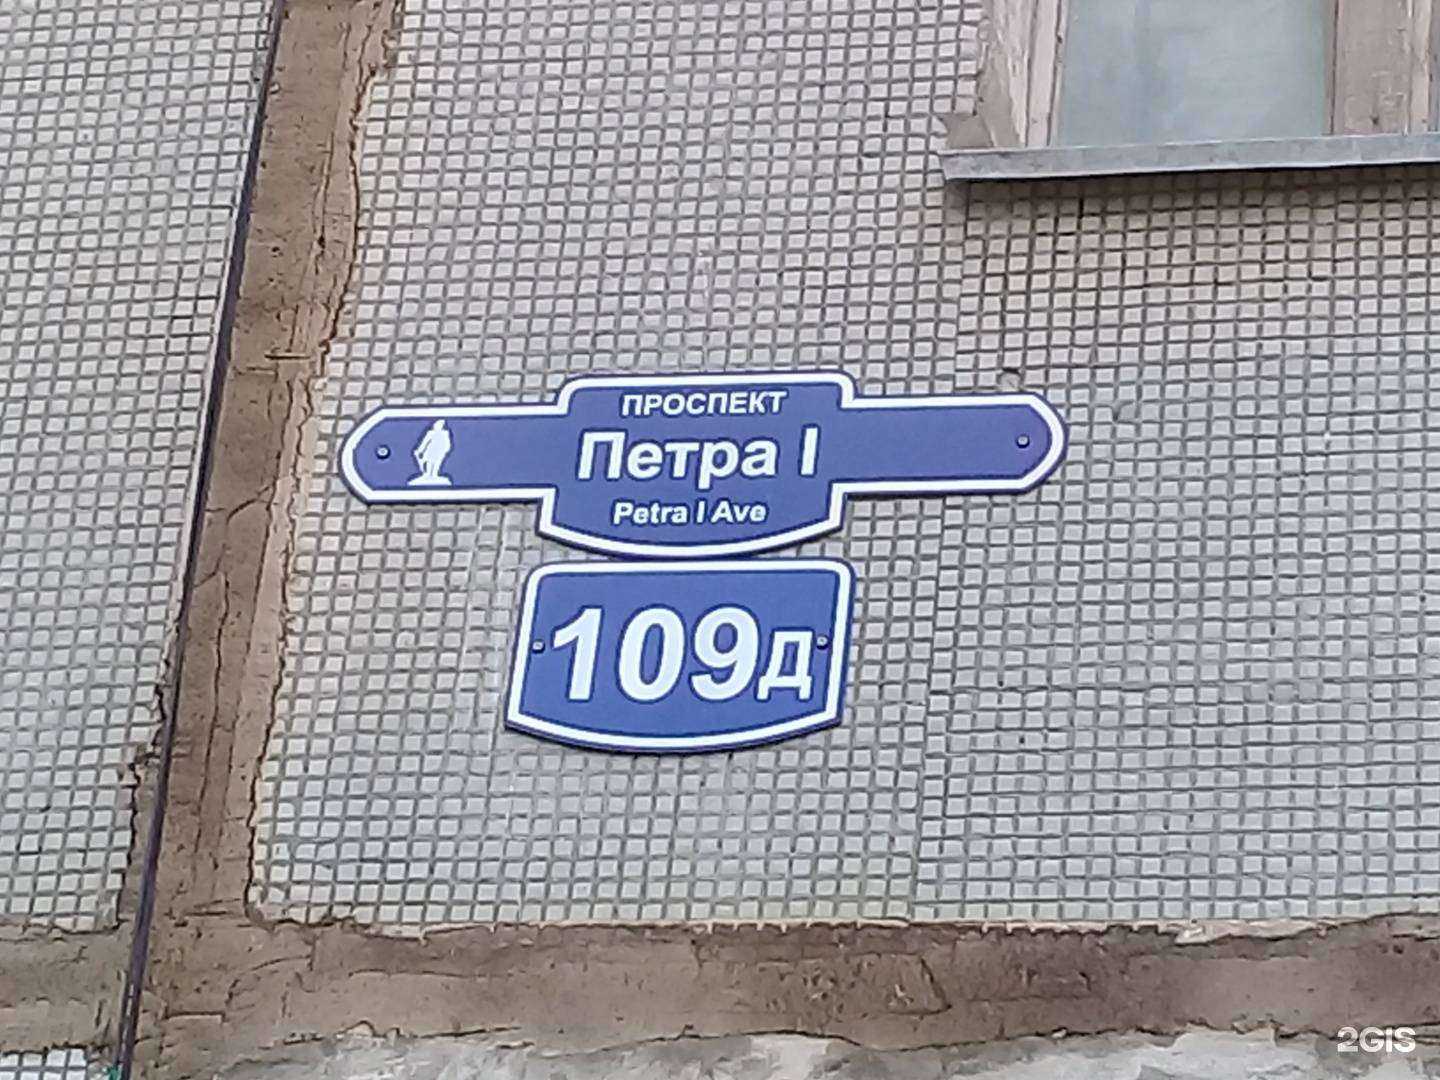 ПРОСПЕКТ
Петра I
Petra I Ave
109д
2GIS